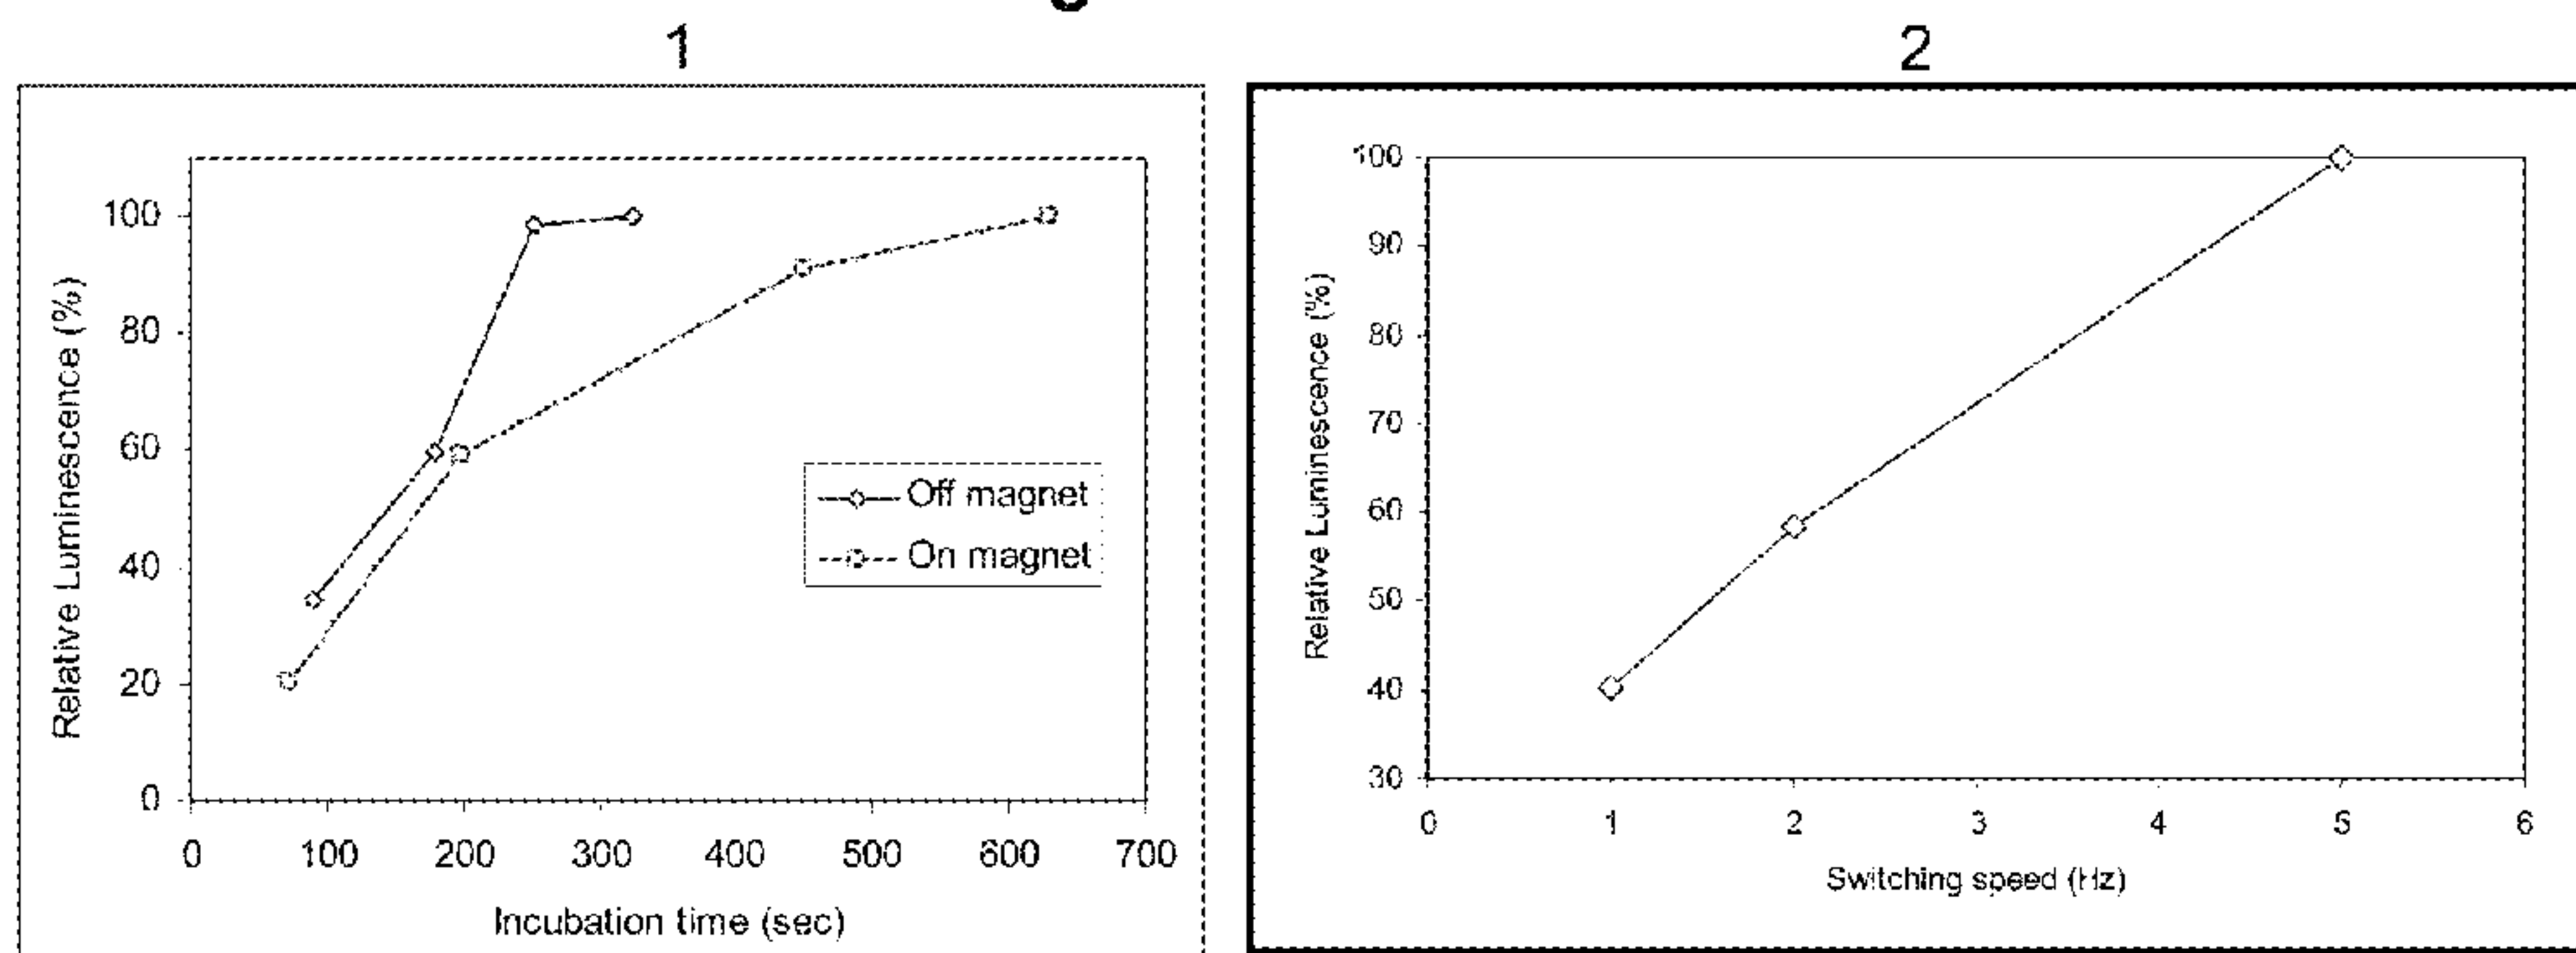 1
Relative Luminescence (%)
100
80
60
40
20
0
0 100 200 300 400 500 600 700
Incubation time (sec)
Off magnet
On magnet
2
Relative Luminescence (%)
100
90
80
70
60
50
40
30
0 1 2 3 4 5 6
Switching speed (Hz)